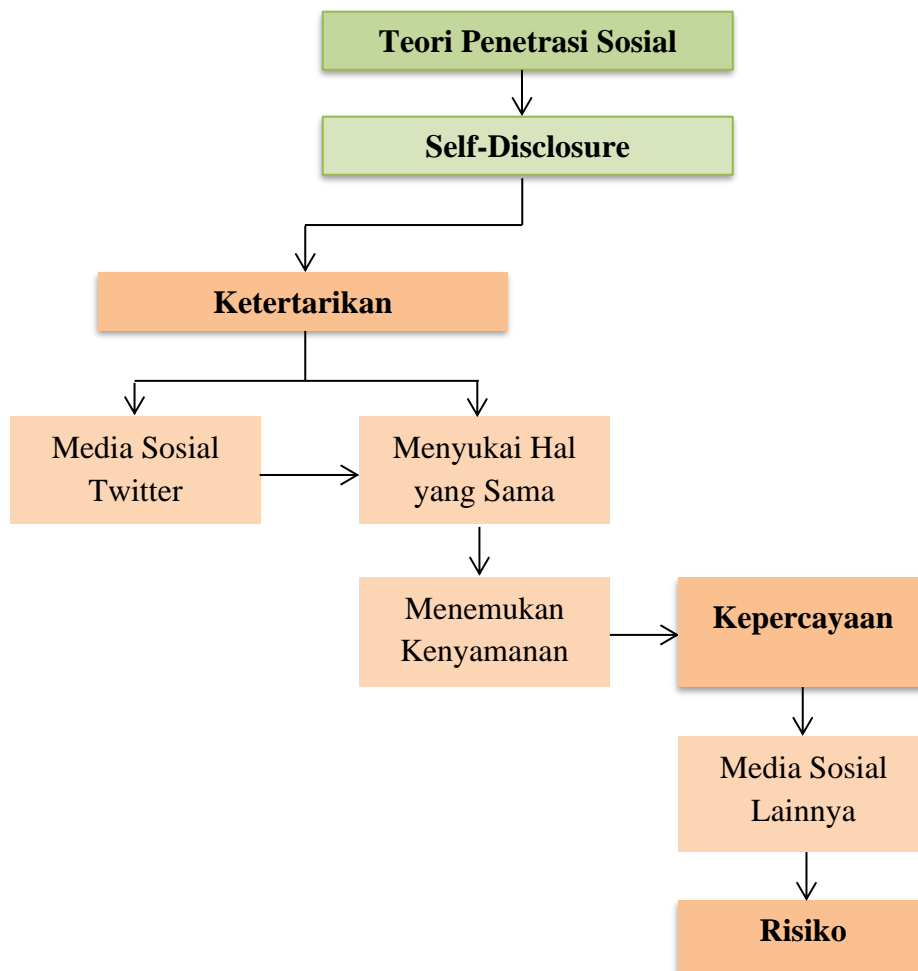 Teori Penetrasi Sosial
Self-Disclosure
Ketertarikan
Media Sosial
Twitter
Menyukai Hal
yang Sama
Menemukan
Kenyamanan
Kepercayaan
Media Sosial
Lainnya
Risiko